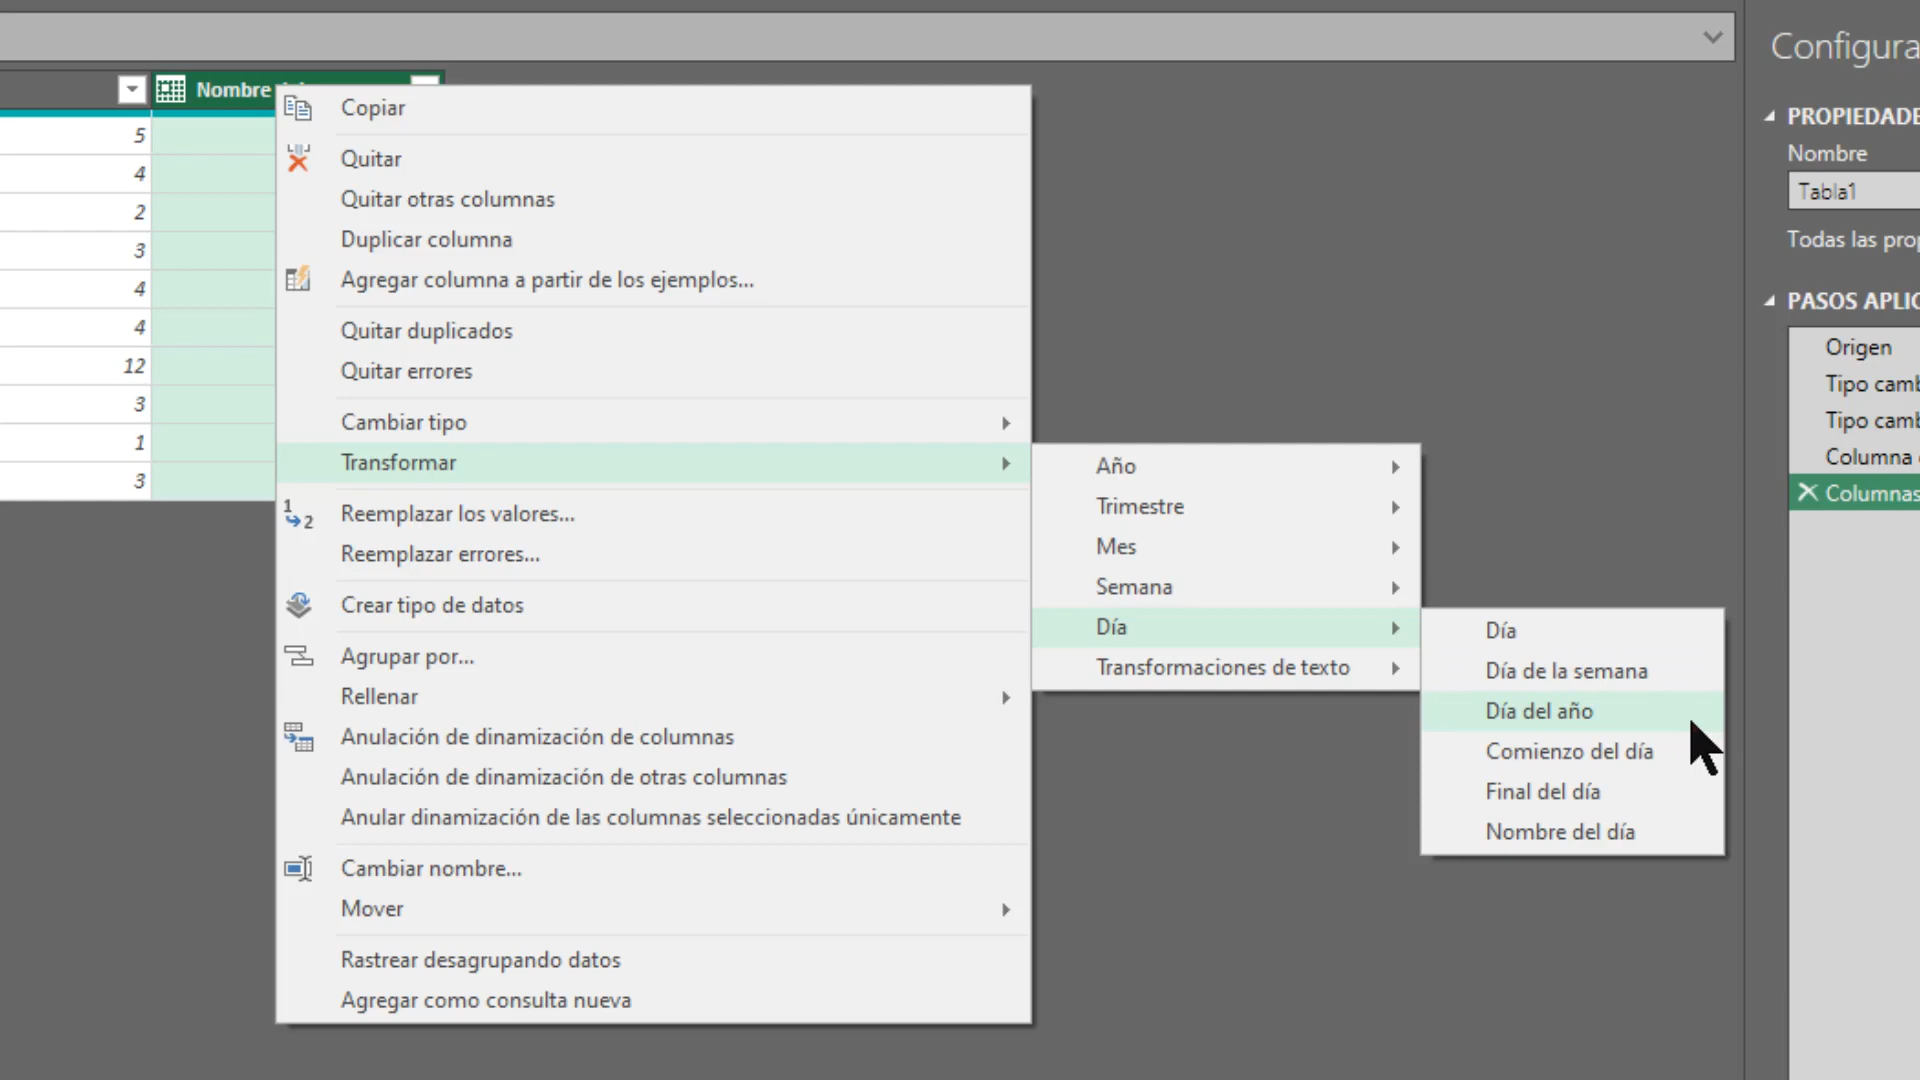 Nombre
5
4
2
3
4
4
12
3
1
3
Copiar
Quitar
Quitar otras columnas
Duplicar columna
Agregar columna a partir de los ejemplos...
Quitar duplicados
Quitar errores
Cambiar tipo
Transformar
1
2
Reemplazar los valores...
Reemplazar errores...
Crear tipo de datos
Agrupar por...
Rellenar
Anulación de dinamización de columnas
Anulación de dinamización de otras columnas
Anular dinamización de las columnas seleccionadas únicamente
Cambiar nombre...
Mover
Rastrear desagrupando datos
Agregar como consulta nueva
Año
Trimestre
Mes
Semana
Día
Transformaciones de texto
Día
Día de la semana
Día del año
Comienzo del día
Final del día
Nombre del día
Configura
PROPIEDADE
Nombre
Tabla1
Todas las prop
PASOS APLIC
Origen
Tipo camb
Tipo camb
Columna
Columnas